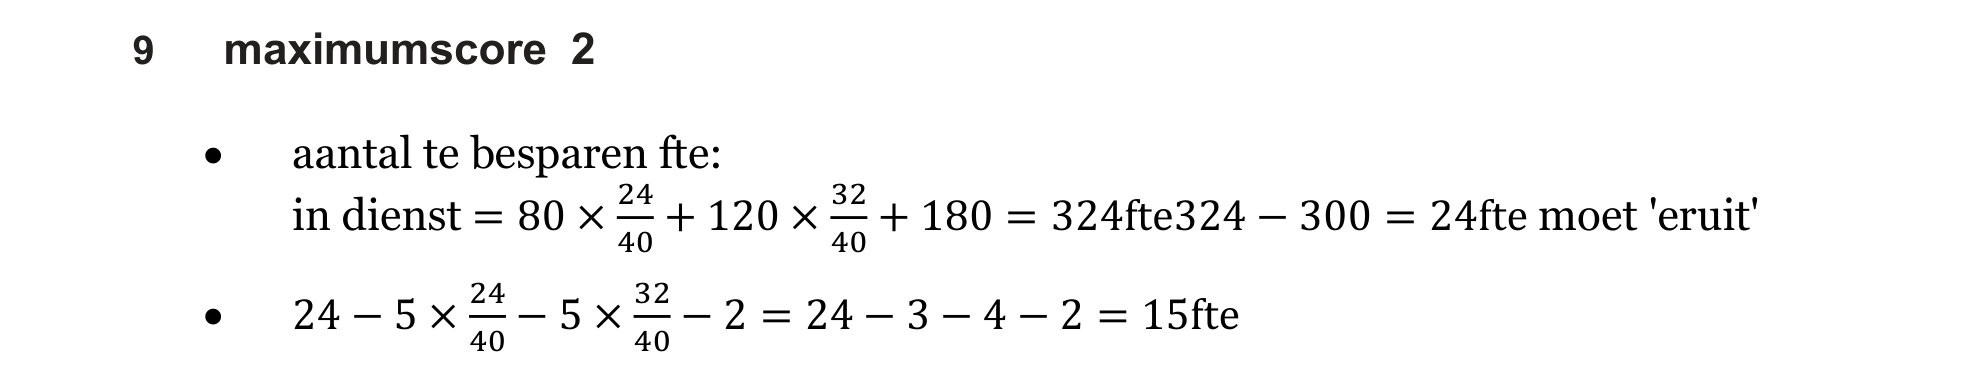 9 maximumscore 2
• aantal te besparen fte:
in dienst = 80 × 24/40 + 120 × 32/40 + 180 = 324fte324 − 300 = 24fte moet 'eruit'
• 24 − 5 × 24/40 − 5 × 32/40 − 2 = 24 − 3 − 4 − 2 = 15fte